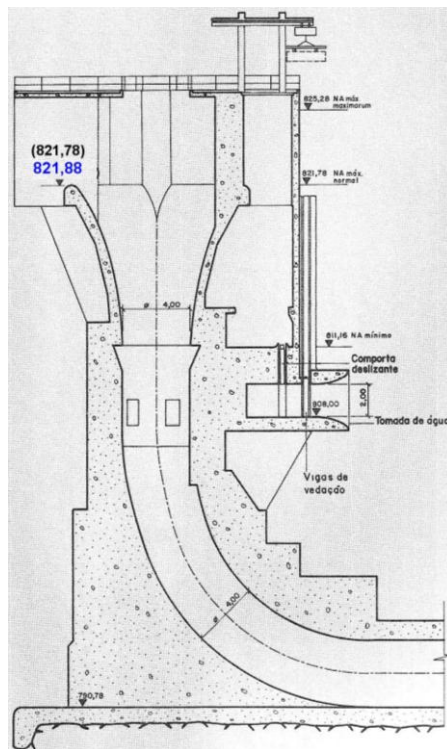 825,28 NA máx.
maximorum
(821,78)
821,88
821,78 NA máx.
normal
ø 4,00
811,16 NA mínimo
Comporta
deslizante
2,00
808,00
Tomada de água
Vigas de
vedação
ø 4,00
790,78